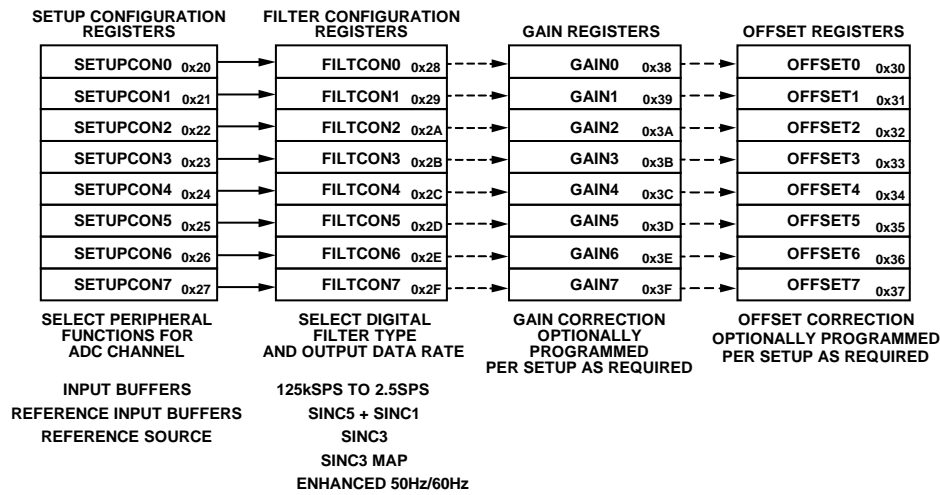 SETUP CONFIGURATION
REGISTERS
SETUPCON0 0x20
SETUPCON1 0x21
SETUPCON2 0x22
SETUPCON3 0x23
SETUPCON4 0x24
SETUPCON5 0x25
SETUPCON6 0x26
SETUPCON7 0x27
SELECT PERIPHERAL
FUNCTIONS FOR
ADC CHANNEL
INPUT BUFFERS
REFERENCE INPUT BUFFERS
REFERENCE SOURCE
FILTER CONFIGURATION
REGISTERS
FILTCON0 0x28
FILTCON1 0x29
FILTCON2 0x2A
FILTCON3 0x2B
FILTCON4 0x2C
FILTCON5 0x2D
FILTCON6 0x2E
FILTCON7 0x2F
SELECT DIGITAL
FILTER TYPE
AND OUTPUT DATA RATE
125kSPS TO 2.5SPS
SINC5 + SINC1
SINC3
SINC3 MAP
ENHANCED 50Hz/60Hz
GAIN REGISTERS
GAIN0 0x38
GAIN1 0x39
GAIN2 0x3A
GAIN3 0x3B
GAIN4 0x3C
GAIN5 0x3D
GAIN6 0x3E
GAIN7 0x3F
GAIN CORRECTION
OPTIONALLY
PROGRAMMED
PER SETUP AS REQUIRED
OFFSET REGISTERS
OFFSET0 0x30
OFFSET1 0x31
OFFSET2 0x32
OFFSET3 0x33
OFFSET4 0x34
OFFSET5 0x35
OFFSET6 0x36
OFFSET7 0x37
OFFSET CORRECTION
OPTIONALLY PROGRAMMED
PER SETUP AS REQUIRED